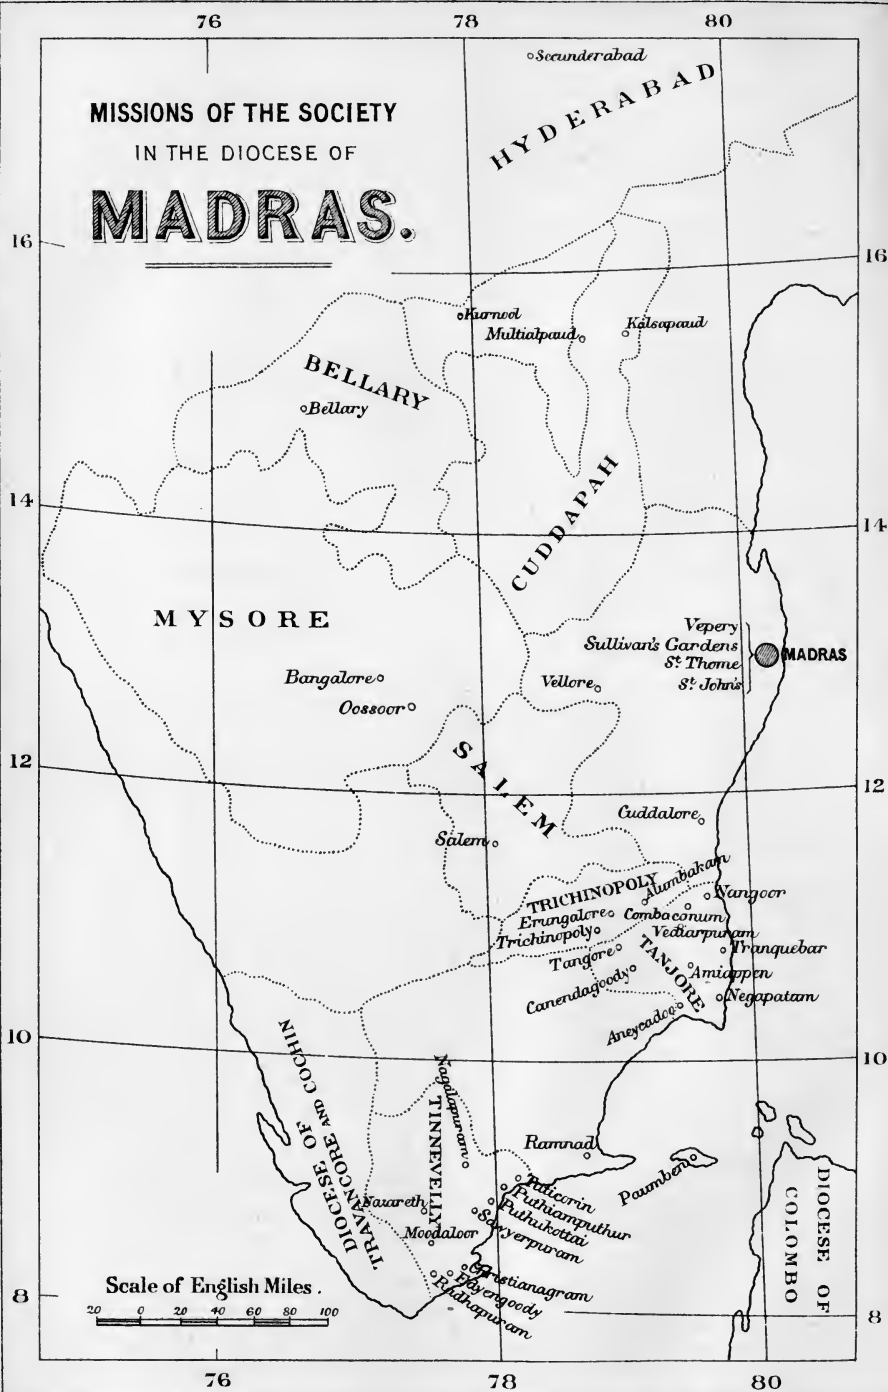 76 78 80
Secunderabad
HYDERABAD
MISSIONS OF THE SOCIETY
IN THE DIOCESE OF
MADRAS.
16 16
Kurnool
Multialpaud
Kalsapaud
BELLARY
Bellary
CUDDAPAH
14 14
MYSORE
Vepery
Sullivan's Gardens
St. Thome
St. John's
MADRAS
Bangalore
Oossoor
Vellore
SALEM
12 12
Cuddalore
Salem
TRICHINOPOLY
Alumbakam
Nangoor
Erungalore
Combaconum
Trichinopoly
Vediarpuram
Tranquebar
Tangore
TANJORE
Amiappen
Canendagoody
Negapatam
Aneycadoo
10 10
DIOCESE OF
TRAVANCORE AND COCHIN
Nagalapuram
TINNEVELLY
Ramnad
Paumben
Tuticorin
Puthiamputhur
Puthukottai
Sawyerpuram
Nazareth
Moodaloor
Christianagram
Edeyengoody
Radhapuram
DIOCESE OF
COLOMBO
Scale of English Miles.
20 0 20 40 60 80 100
8 8
76 78 80